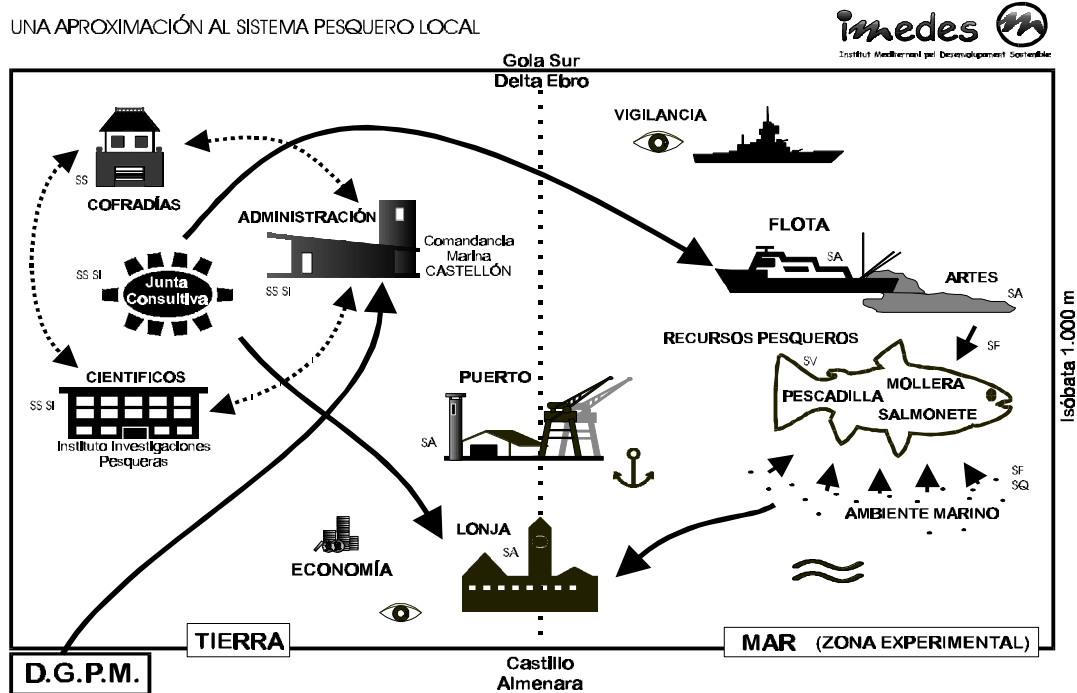 UNA APROXIMACIÓN AL SISTEMA PESQUERO LOCAL
imedes
Institut Mediterrani pel Desenvolupament Sostenible
Gola Sur
Delta Ebro
VIGILANCIA
SS
COFRADÍAS
ADMINISTRACIÓN
Comandancia
Marina
CASTELLÓN
SS SI
FLOTA
SA
ARTES
SA
SS SI
Junta
Consultiva
Isóbata 1.000 m
RECURSOS PESQUEROS
SF
SV
PESCADILLA
MOLLERA
SALMONETE
CIENTIFICOS
SS SI
Instituto Investigaciones
Pesqueras
PUERTO
SA
SF
SQ
AMBIENTE MARINO
LONJA
SA
ECONOMÍA
TIERRA
MAR (ZONA EXPERIMENTAL)
D.G.P.M.
Castillo
Almenara